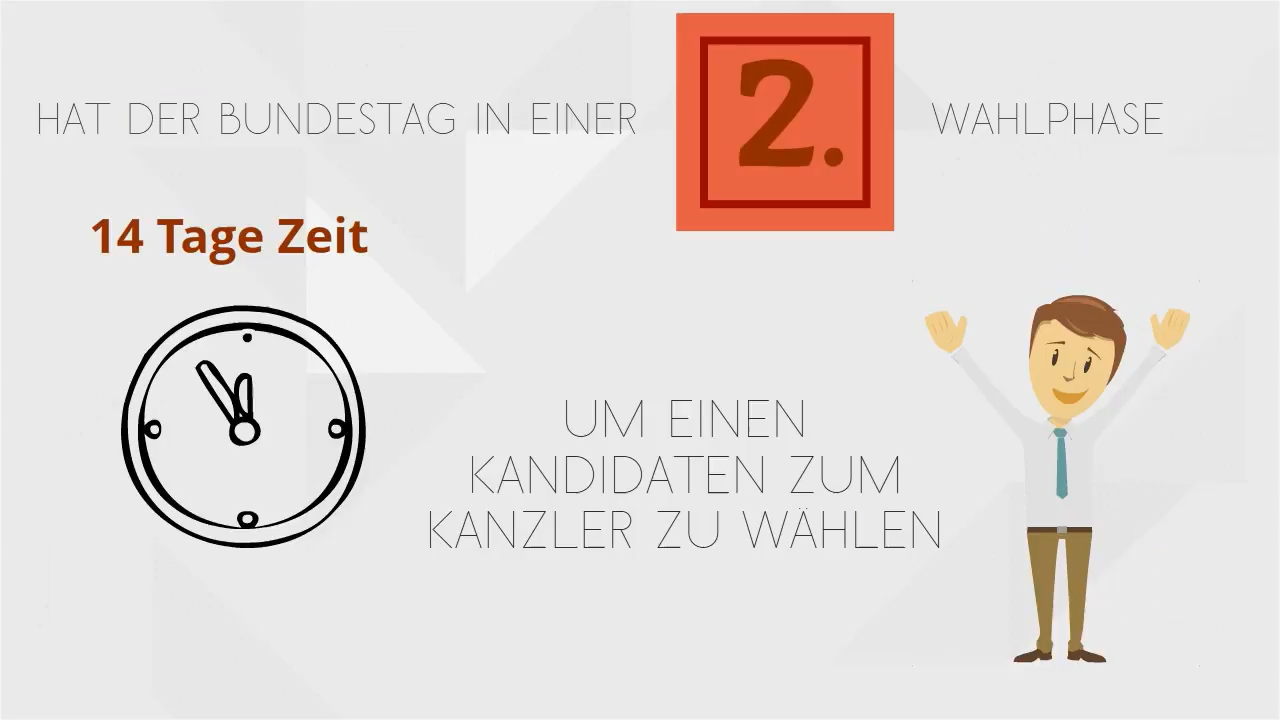 HAT DER BUNDESTAG IN EINER 2. WAHLPHASE
14 Tage Zeit
UM EINEN
KANDIDATEN ZUM
KANZLER ZU WÄHLEN